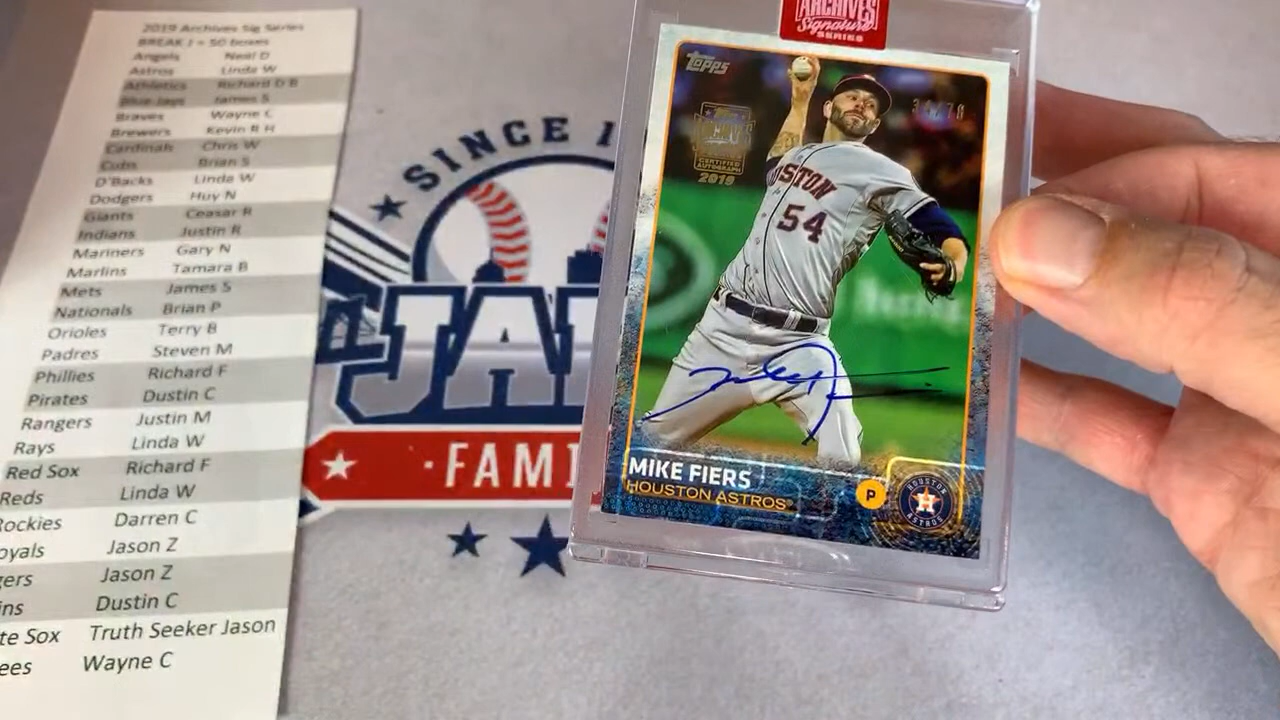 2019 Archives Sig Series
BREAK J - 50 boxes
Angels Neal D
Astros Linda W
Athletics Richard D B
Blue Jays James S
Braves Wayne C
Brewers Kevin R H
Cardinals Chris W
Cubs Brian S
D'Backs Linda W
Dodgers Huy N
Giants Ceasar R
Indians Justin R
Mariners Gary N
Marlins Tamara B
Mets James S
Nationals Brian P
Orioles Terry B
Padres Steven M
Phillies Richard F
Pirates Dustin C
Rangers Justin M
Rays Linda W
Red Sox Richard F
Reds Linda W
Rockies Darren C
oyals Jason Z
gers Jason Z
ins Dustin C
te Sox Truth Seeker Jason
ees Wayne C
SINCE 1
JA
FAMI
ARCHIVES
Signature
SERIES
Topps
CERTIFIED
AUTOGRAPH
2019
HOUSTON
54
MIKE FIERS
HOUSTON ASTROS
P
HOUSTON
H
ASTROS